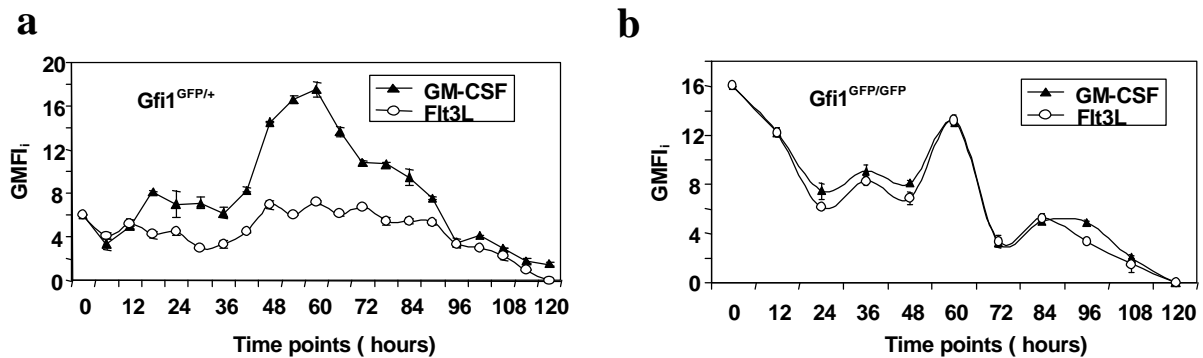 a
20
16
12
8
4
0
GMFIi
Gfi1GFP/+
GM-CSF
Flt3L
0 12 24 36 48 60 72 84 96 108 120
Time points ( hours)
b
16
12
8
4
0
GMFIi
Gfi1GFP/GFP
GM-CSF
Flt3L
0 12 24 36 48 60 72 84 96 108 120
Time points (hours)